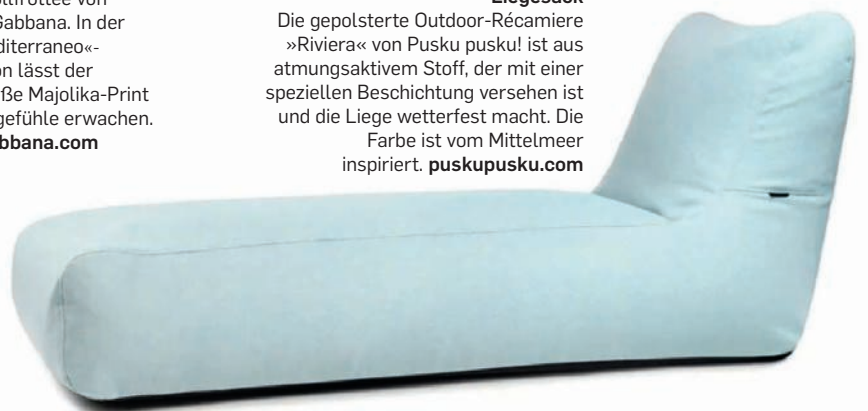 ollfrottee von
Gabbana. In der
diterraneo«-
on lässt der
ße Majolika-Print
gefühle erwachen.
bbana.com
Liegesack
Die gepolsterte Outdoor-Récamiere
»Riviera« von Pusku pusku! ist aus
atmungsaktivem Stoff, der mit einer
speziellen Beschichtung versehen ist
und die Liege wetterfest macht. Die
Farbe ist vom Mittelmeer
inspiriert. puskupusku.com